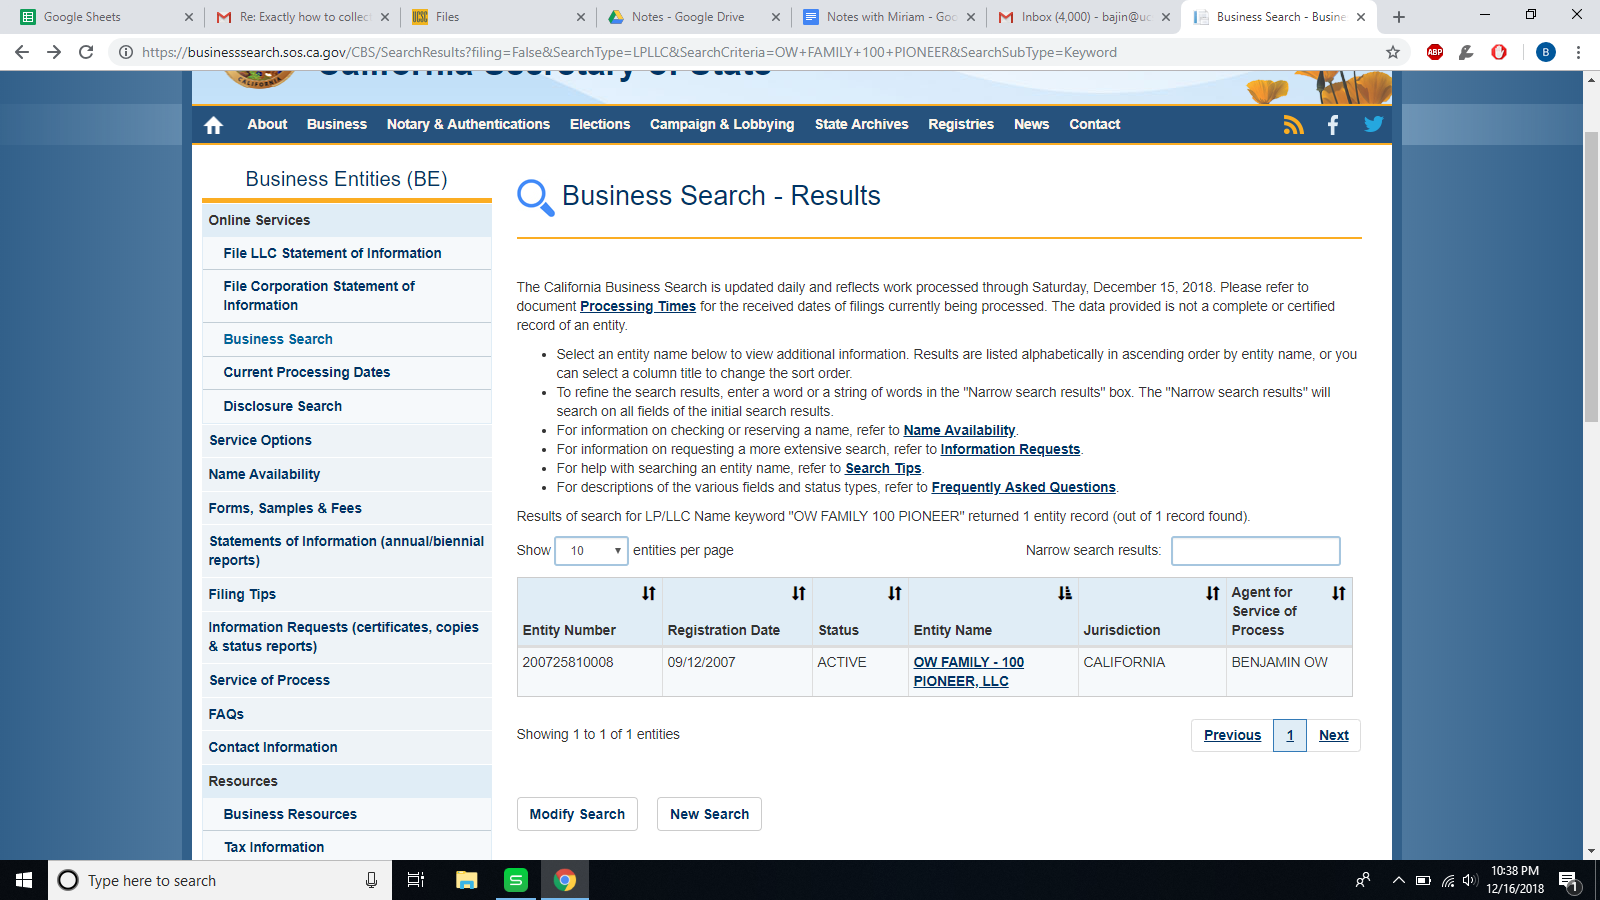 Google Sheets
Re: Exactly how to collect
Files
Notes - Google Drive
Notes with Miriam - Goo
Inbox (4,000) - bajin@uc
Business Search - Busine
https://businesssearch.sos.ca.gov/CBS/SearchResults?filing=False&SearchType=LPLLC&SearchCriteria=OW+FAMILY+100+PIONEER&SearchSubType=Keyword
ABP
B
CALIFORNIA
California Secretary of State
About Business Notary & Authentications Elections Campaign & Lobbying State Archives Registries News Contact
Business Entities (BE)
Online Services
File LLC Statement of Information
File Corporation Statement of
Information
Business Search
Current Processing Dates
Disclosure Search
Service Options
Name Availability
Forms, Samples & Fees
Statements of Information (annual/biennial
reports)
Filing Tips
Information Requests (certificates, copies
& status reports)
Service of Process
FAQs
Contact Information
Resources
Business Resources
Tax Information
Business Search - Results
The California Business Search is updated daily and reflects work processed through Saturday, December 15, 2018. Please refer to
document Processing Times for the received dates of filings currently being processed. The data provided is not a complete or certified
record of an entity.
• Select an entity name below to view additional information. Results are listed alphabetically in ascending order by entity name, or you
can select a column title to change the sort order.
• To refine the search results, enter a word or a string of words in the "Narrow search results" box. The "Narrow search results" will
search on all fields of the initial search results.
• For information on checking or reserving a name, refer to Name Availability.
• For information on requesting a more extensive search, refer to Information Requests.
• For help with searching an entity name, refer to Search Tips.
• For descriptions of the various fields and status types, refer to Frequently Asked Questions.
Results of search for LP/LLC Name keyword "OW FAMILY 100 PIONEER" returned 1 entity record (out of 1 record found).
Show 10 entities per page
Narrow search results:
Entity Number
Registration Date
Status
Entity Name
Jurisdiction
Agent for
Service of
Process
200725810008
09/12/2007
ACTIVE
OW FAMILY - 100
PIONEER, LLC
CALIFORNIA
BENJAMIN OW
Showing 1 to 1 of 1 entities
Previous 1 Next
Modify Search
New Search
Type here to search
S
10:38 PM
12/16/2018
1